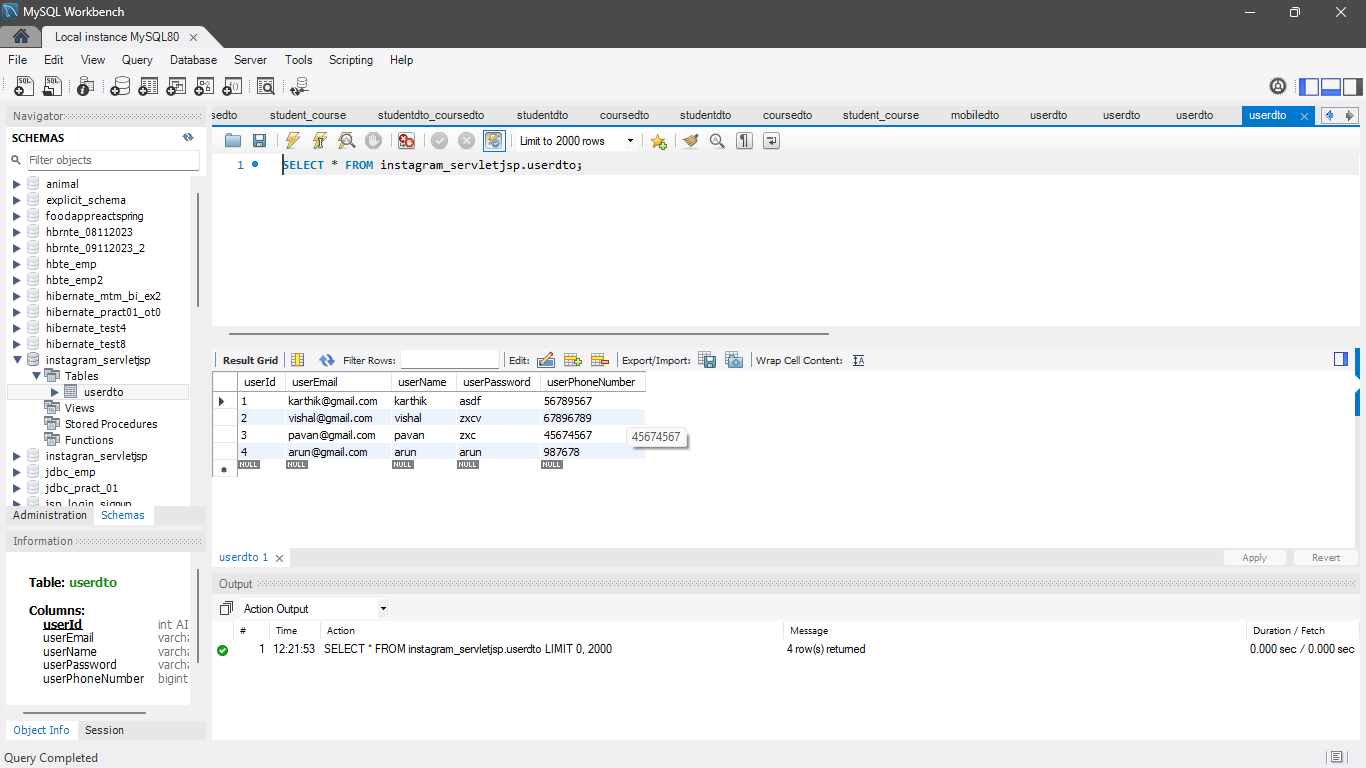 MySQL Workbench
Local instance MySQL80
File Edit View Query Database Server Tools Scripting Help
Navigator
SCHEMAS
Filter objects
animal
explicit_schema
foodappreactspring
hbrnte_08112023
hbrnte_09112023_2
hbte_emp
hbte_emp2
hibernate_mtm_bi_ex2
hibernate_pract01_ot0
hibernate_test4
hibernate_test8
instagram_servletjsp
Tables
userdto
Views
Stored Procedures
Functions
instagran_servletjsp
jdbc_emp
jdbc_pract_01
jsp_login_signup
Administration Schemas
Information
Table: userdto
Columns:
userId int AI
userEmail varcha
userName varcha
userPassword varcha
userPhoneNumber bigint
Object Info Session
sedto student_course studentdto_coursedto studentdto coursedto studentdto coursedto student_course mobiledto userdto userdto userdto userdto
Limit to 2000 rows
1 SELECT * FROM instagram_servletjsp.userdto;
Result Grid Filter Rows: Edit: Export/Import: Wrap Cell Content:
userId userEmail userName userPassword userPhoneNumber
1 karthik@gmail.com karthik asdf 56789567
2 vishal@gmail.com vishal zxcv 67896789
3 pavan@gmail.com pavan zxc 45674567
45674567
4 arun@gmail.com arun arun 987678
NULL NULL NULL NULL NULL
userdto 1
Apply Revert
Output
Action Output
# Time Action Message Duration / Fetch
1 12:21:53 SELECT * FROM instagram_servletjsp.userdto LIMIT 0, 2000 4 row(s) returned 0.000 sec / 0.000 sec
Query Completed